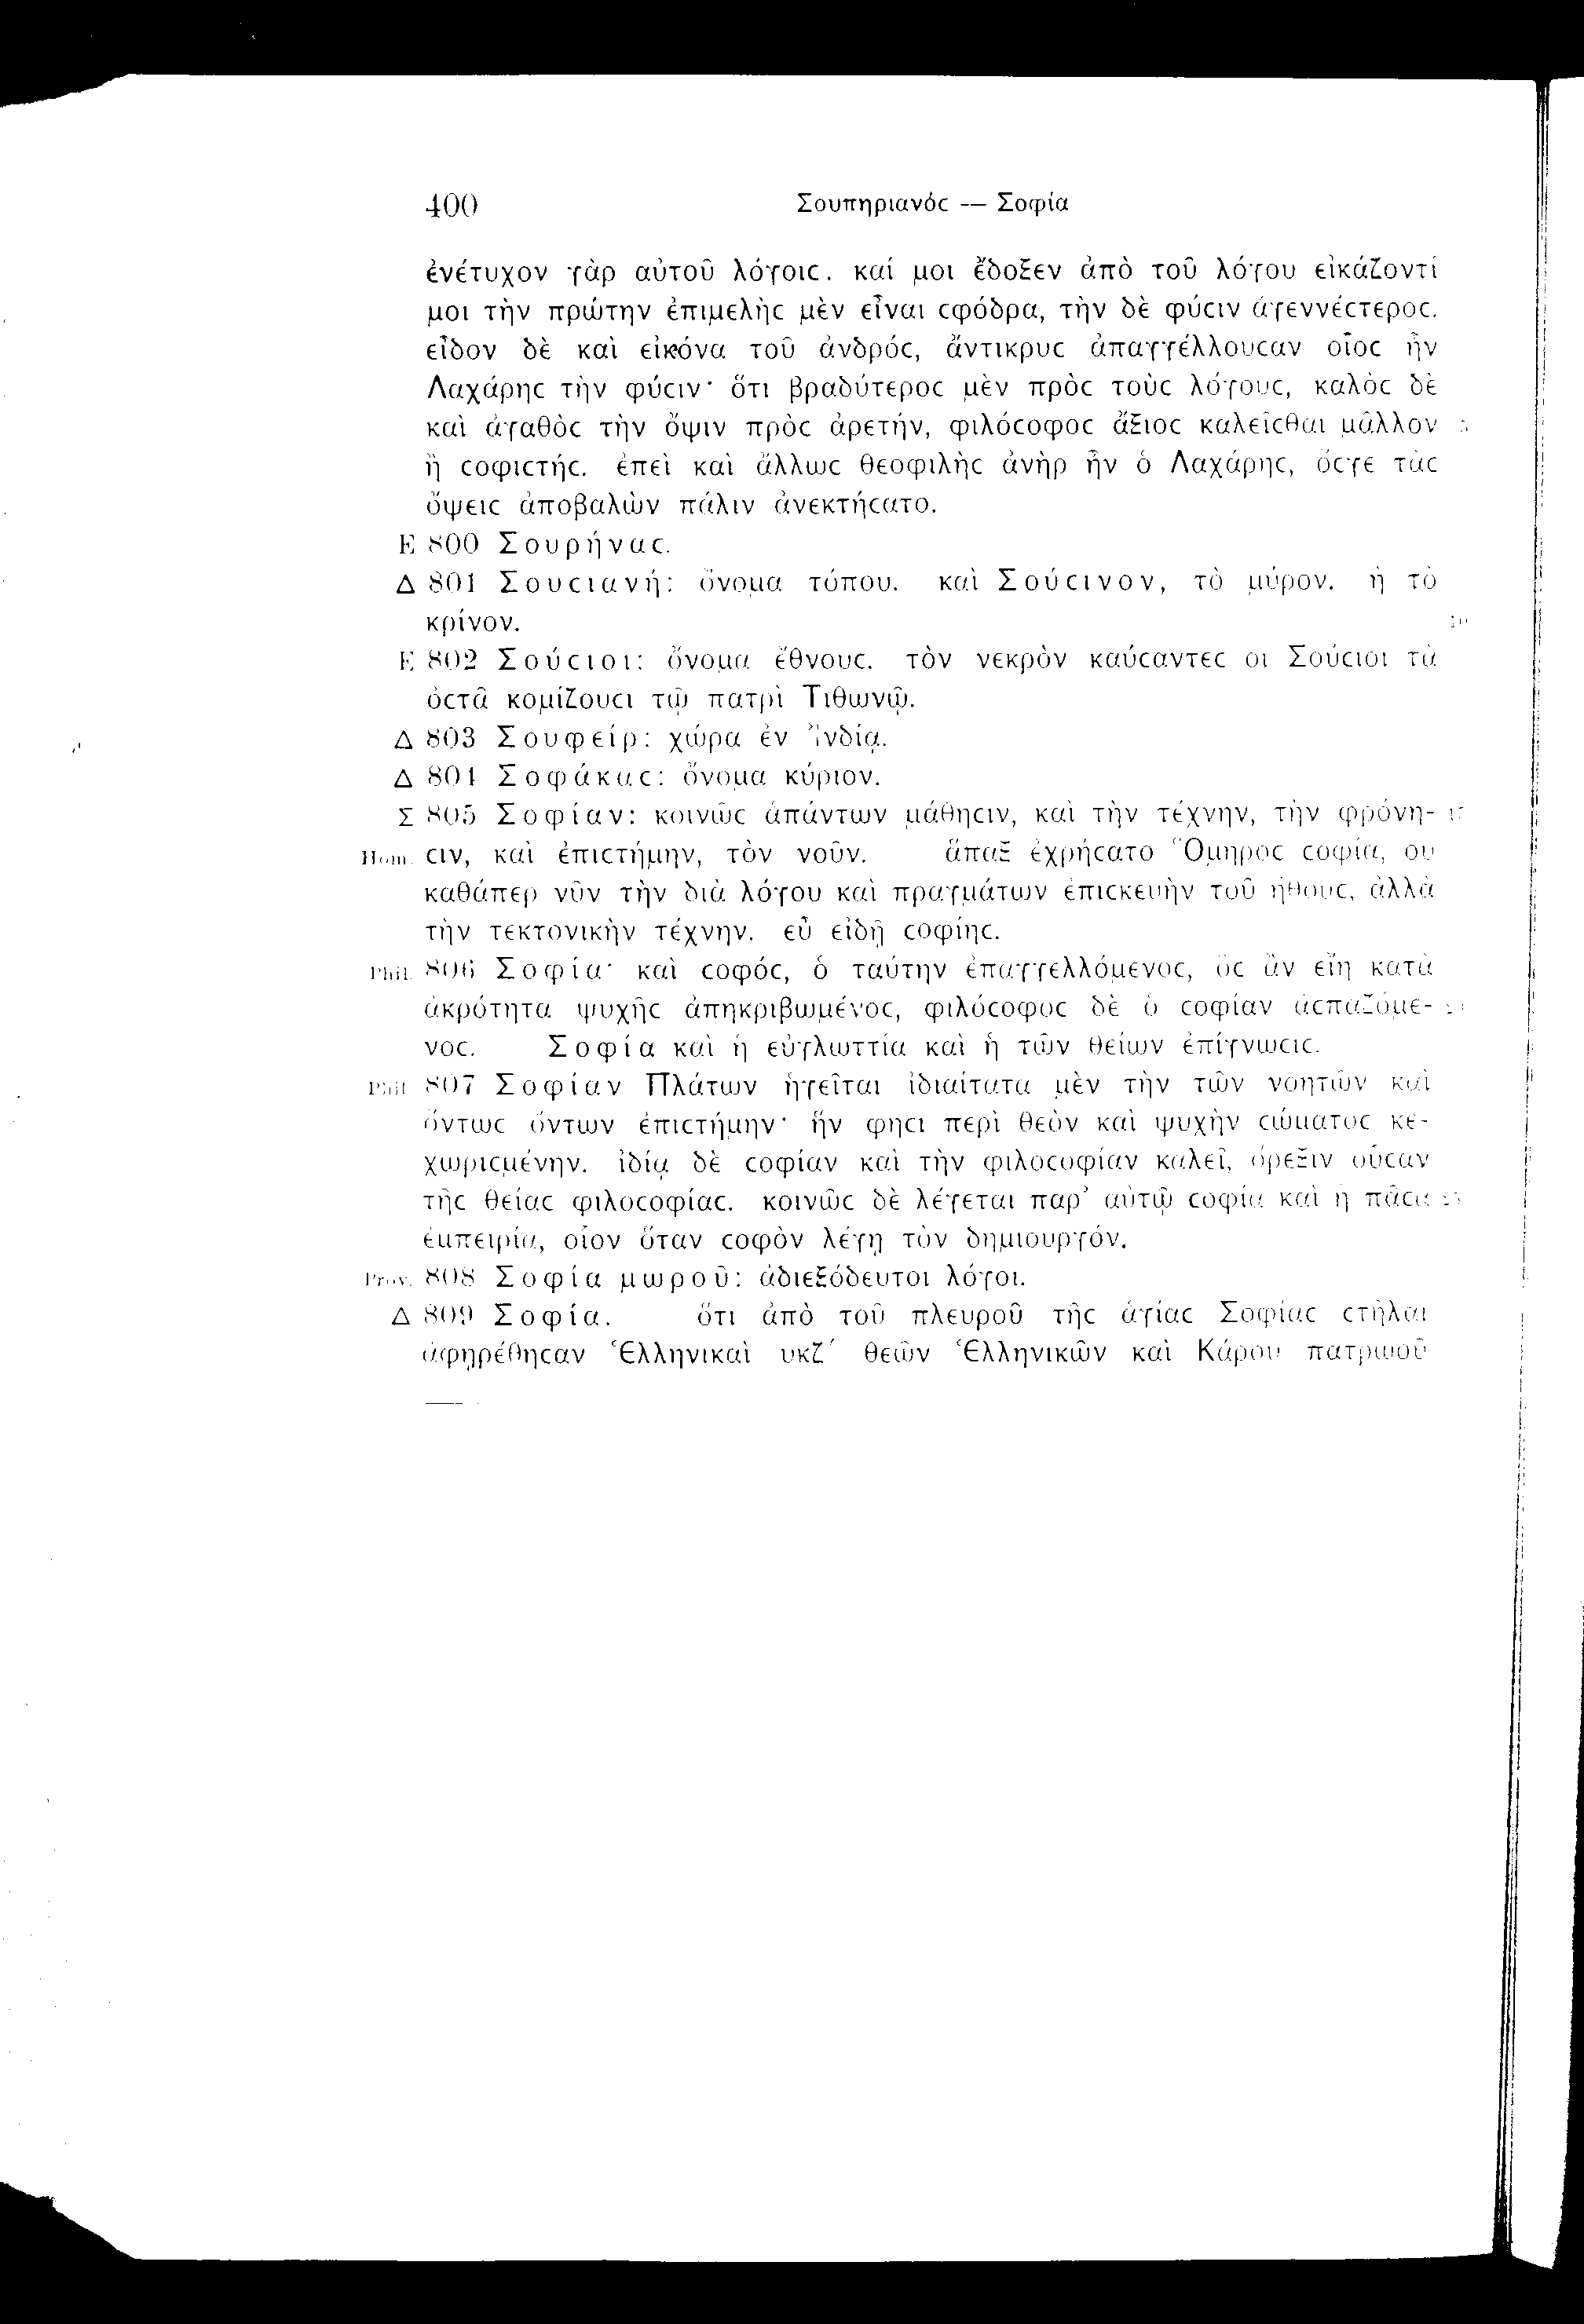 400 Σουπηριανόϲ — Σοφία
ἐνέτυχον γὰρ αὐτοῦ λόγοιϲ. καί μοι ἔδοξεν ἀπὸ τοῦ λόγου εἰκάζοντί
μοι τὴν πρώτην ἐπιμελὴϲ μὲν εἶναι ϲφόδρα, τὴν δὲ φύϲιν ἀγεννέϲτεροϲ.
εἶδον δὲ καὶ εἰκόνα τοῦ ἀνδρόϲ, ἄντικρυϲ ἀπαγγέλλουϲαν οἷοϲ ἦν
Λαχάρηϲ τὴν φύϲιν· ὅτι βραδύτεροϲ μὲν πρὸϲ τοὺϲ λόγουϲ, καλὸϲ δὲ
καὶ ἀγαθὸϲ τὴν ὄψιν πρὸϲ ἀρετήν, φιλόϲοφοϲ ἄξιοϲ καλεῖϲθαι μᾶλλον 5
ἢ ϲοφιϲτήϲ. ἐπεὶ καὶ ἄλλωϲ θεοφιλὴϲ ἀνὴρ ἦν ὁ Λαχάρηϲ, ὅϲγε τὰϲ
ὄψειϲ ἀποβαλὼν πάλιν ἀνεκτήϲατο.
E 800 Σουρήναϲ.
Δ 801 Σουϲιανή: ὄνομα τόπου. καὶ Σούϲινον, τὸ μύρον. ἢ τὸ
κρίνον. 10
E 802 Σούϲιοι: ὄνομα ἔθνουϲ. τὸν νεκρὸν καύϲαντεϲ οἱ Σούϲιοι τὰ
ὀϲτᾶ κομίζουϲι τῷ πατρὶ Τιθωνῷ.
Δ 803 Σουφείρ: χώρα ἐν Ἰνδίᾳ.
Δ 804 Σοφάκαϲ: ὄνομα κύριον.
Σ 805 Σοφίαν: κοινῶϲ ἁπάντων μάθηϲιν, καὶ τὴν τέχνην, τὴν φρόνη- 15
Hom. ϲιν, καὶ ἐπιϲτήμην, τὸν νοῦν. ἅπαξ ἐχρήϲατο Ὅμηροϲ ϲοφίᾳ, οὐ
καθάπερ νῦν τὴν διὰ λόγου καὶ πραγμάτων ἐπιϲκευὴν τοῦ ἤθουϲ, ἀλλὰ
τὴν τεκτονικὴν τέχνην. εὖ εἰδῇ ϲοφίηϲ.
Phil. 806 Σοφία· καὶ ϲοφόϲ, ὁ ταύτην ἐπαγγελλόμενοϲ, ὃϲ ἂν εἴη κατὰ
ἀκρότητα ψυχῆϲ ἀπηκριβωμένοϲ, φιλόϲοφοϲ δὲ ὁ ϲοφίαν ἀϲπαζόμε- 20
νοϲ. Σοφία καὶ ἡ εὐγλωττία καὶ ἡ τῶν θείων ἐπίγνωϲιϲ.
Phil. 807 Σοφίαν Πλάτων ἡγεῖται ἰδιαίτατα μὲν τὴν τῶν νοητῶν καὶ
ὄντωϲ ὄντων ἐπιϲτήμην· ἥν φηϲι περὶ θεὸν καὶ ψυχὴν ϲώματοϲ κε-
χωριϲμένην. ἰδίᾳ δὲ ϲοφίαν καὶ τὴν φιλοϲοφίαν καλεῖ, ὄρεξιν οὖϲαν
τῆϲ θείαϲ φιλοϲοφίαϲ. κοινῶϲ δὲ λέγεται παρ’ αὐτῷ ϲοφία καὶ ἡ πᾶϲα 25
ἐμπειρία, οἷον ὅταν ϲοφὸν λέγῃ τὸν δημιουργόν.
Prov. 808 Σοφία μωροῦ: ἀδιεξόδευτοι λόγοι.
Δ 809 Σοφία. ὅτι ἀπὸ τοῦ πλευροῦ τῆϲ ἁγίαϲ Σοφίαϲ ϲτῆλαι
ἀφῃρέθηϲαν Ἑλληνικαὶ υκζʹ θεῶν Ἑλληνικῶν καὶ Κάρου πατρῳοῦ